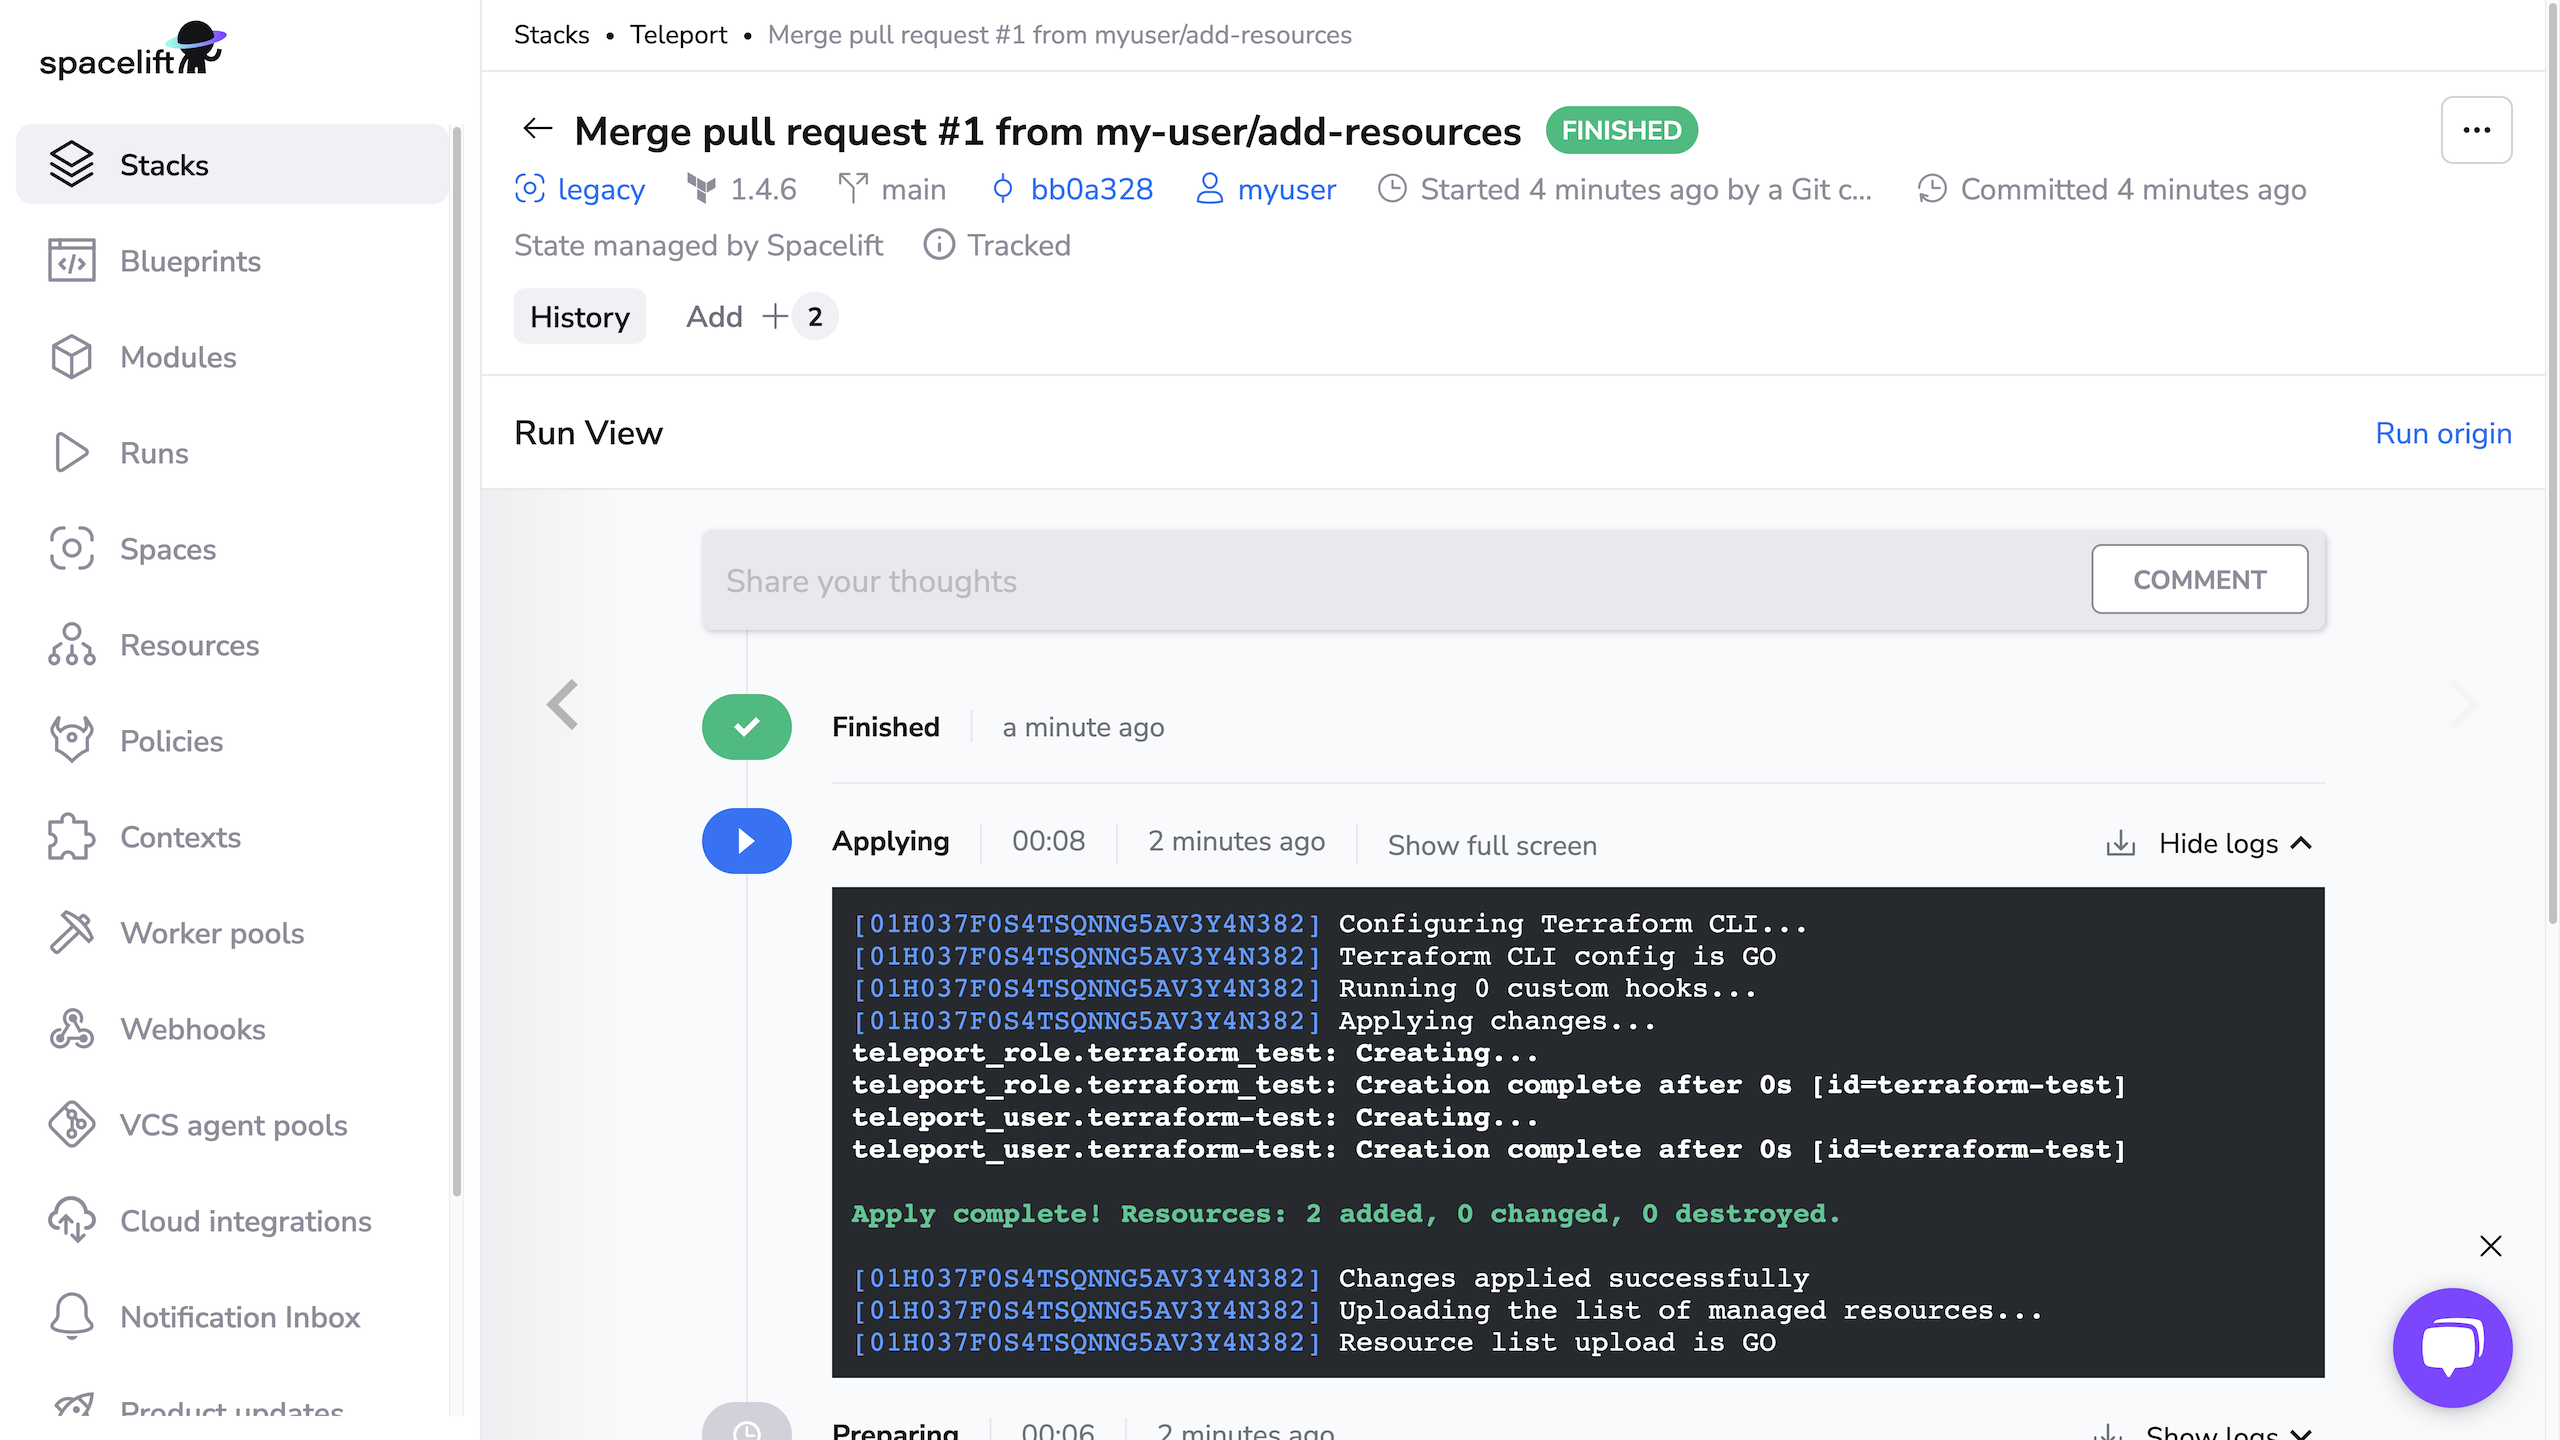 spacelift
Stacks
Blueprints
Modules
Runs
Spaces
Resources
Policies
Contexts
Worker pools
Webhooks
VCS agent pools
Cloud integrations
Notification Inbox
Product updates
Stacks • Teleport • Merge pull request #1 from myuser/add-resources
Merge pull request #1 from my-user/add-resources FINISHED
legacy 1.4.6 main bb0a328 myuser Started 4 minutes ago by a Git c... Committed 4 minutes ago
State managed by Spacelift Tracked
History Add 2
Run View Run origin
Share your thoughts COMMENT
Finished a minute ago
Applying 00:08 2 minutes ago Show full screen Hide logs
[01H037F0S4TSQNNG5AV3Y4N382] Configuring Terraform CLI...
[01H037F0S4TSQNNG5AV3Y4N382] Terraform CLI config is GO
[01H037F0S4TSQNNG5AV3Y4N382] Running 0 custom hooks...
[01H037F0S4TSQNNG5AV3Y4N382] Applying changes...
teleport_role.terraform_test: Creating...
teleport_role.terraform_test: Creation complete after 0s [id=terraform-test]
teleport_user.terraform-test: Creating...
teleport_user.terraform-test: Creation complete after 0s [id=terraform-test]
Apply complete! Resources: 2 added, 0 changed, 0 destroyed.
[01H037F0S4TSQNNG5AV3Y4N382] Changes applied successfully
[01H037F0S4TSQNNG5AV3Y4N382] Uploading the list of managed resources...
[01H037F0S4TSQNNG5AV3Y4N382] Resource list upload is GO
Preparing 00:06 2 minutes ago Show logs